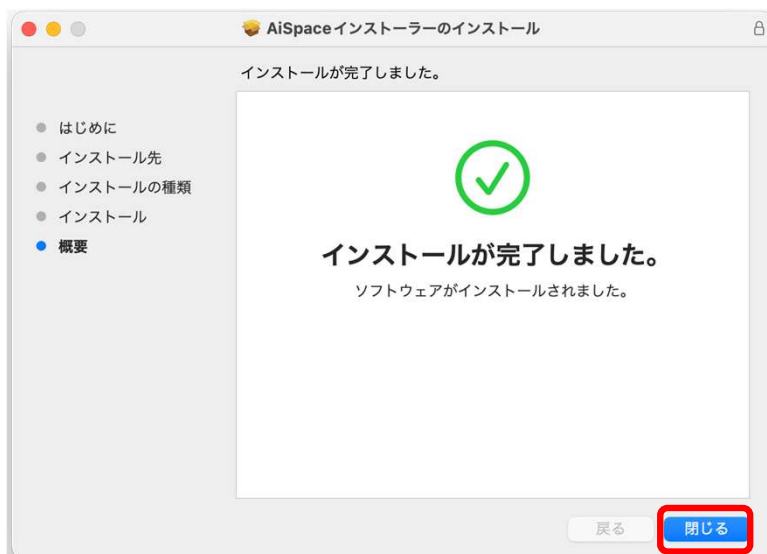 AiSpaceインストーラーのインストール
インストールが完了しました。
はじめに
インストール先
インストールの種類
インストール
概要
インストールが完了しました。
ソフトウェアがインストールされました。
戻る
閉じる